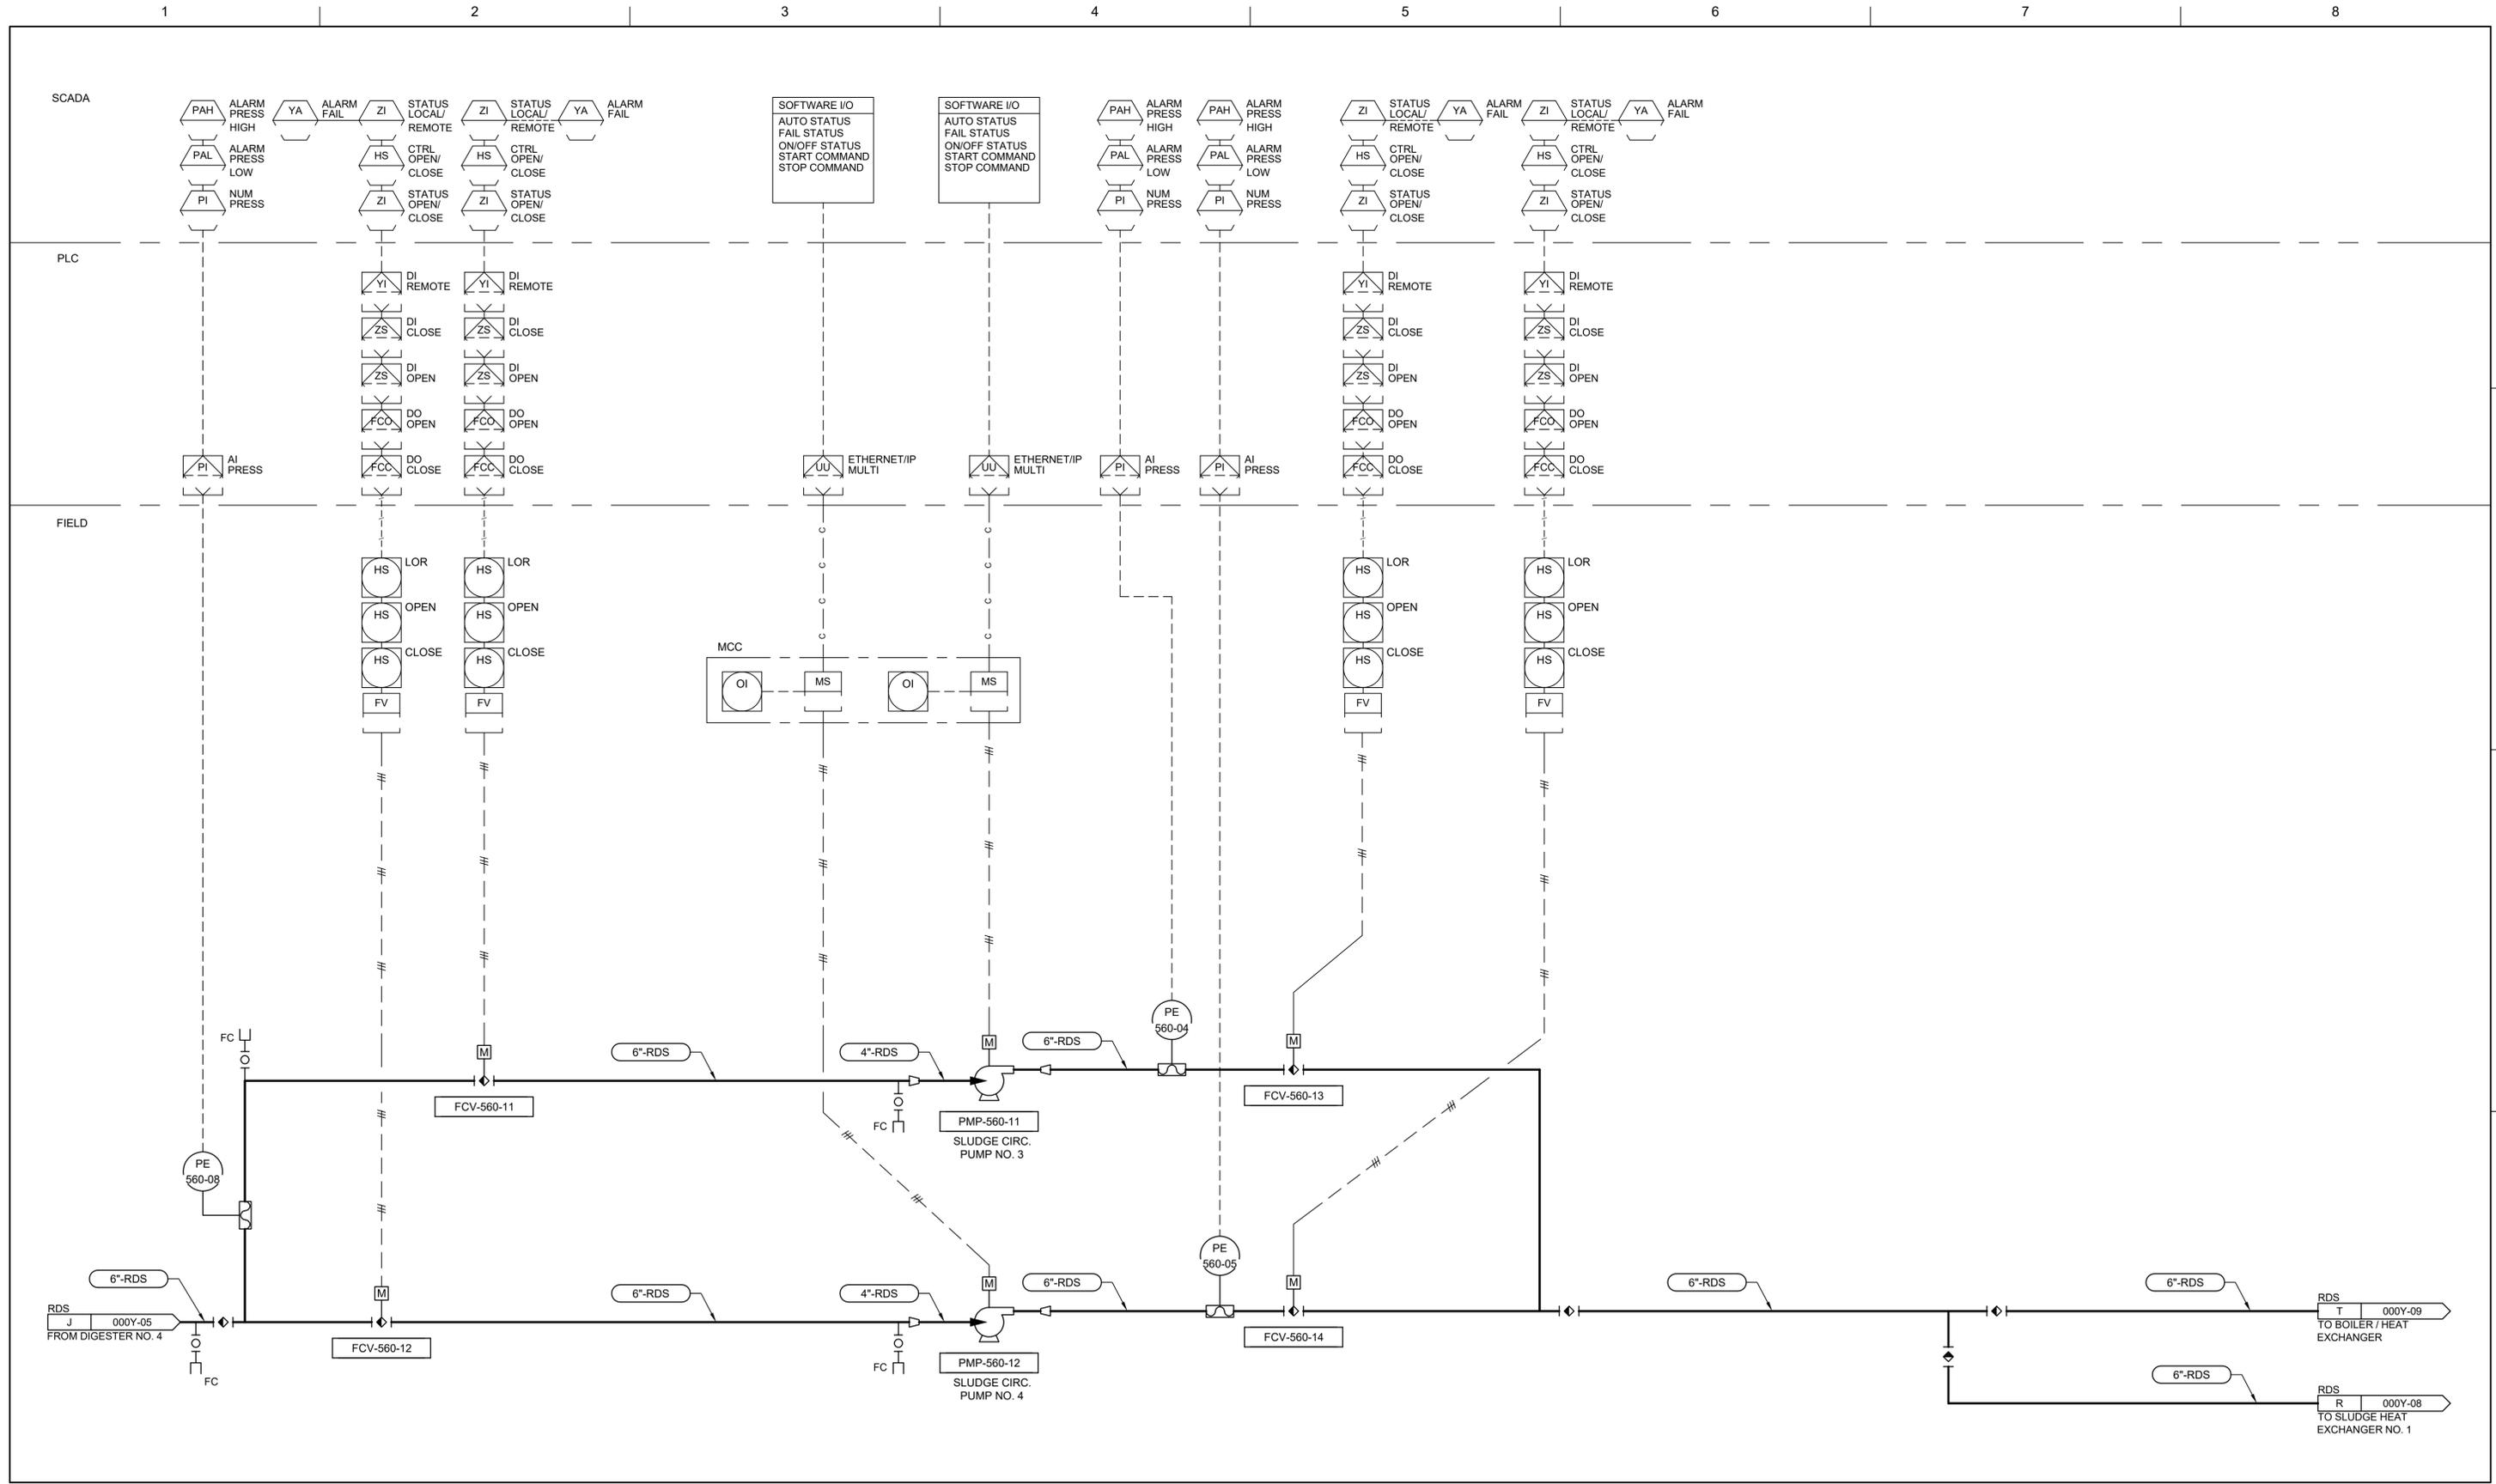 1 2 3 4 5 6 7 8
SCADA
PAH
ALARM
PRESS
HIGH
PAL
ALARM
PRESS
LOW
PI
NUM
PRESS
YA
ALARM
FAIL
ZI
STATUS
LOCAL/
REMOTE
HS
CTRL
OPEN/
CLOSE
ZI
STATUS
OPEN/
CLOSE
ZI
STATUS
LOCAL/
REMOTE
YA
ALARM
FAIL
HS
CTRL
OPEN/
CLOSE
ZI
STATUS
OPEN/
CLOSE
SOFTWARE I/O
AUTO STATUS
FAIL STATUS
ON/OFF STATUS
START COMMAND
STOP COMMAND
SOFTWARE I/O
AUTO STATUS
FAIL STATUS
ON/OFF STATUS
START COMMAND
STOP COMMAND
PAH
ALARM
PRESS
HIGH
PAL
ALARM
PRESS
LOW
PI
NUM
PRESS
PAH
ALARM
PRESS
HIGH
PAL
ALARM
PRESS
LOW
PI
NUM
PRESS
ZI
STATUS
LOCAL/
REMOTE
YA
ALARM
FAIL
HS
CTRL
OPEN/
CLOSE
ZI
STATUS
OPEN/
CLOSE
ZI
STATUS
LOCAL/
REMOTE
YA
ALARM
FAIL
HS
CTRL
OPEN/
CLOSE
ZI
STATUS
OPEN/
CLOSE
PLC
PI
AI
PRESS
YI
DI
REMOTE
ZS
DI
CLOSE
ZS
DI
OPEN
FCO
DO
OPEN
FCC
DO
CLOSE
YI
DI
REMOTE
ZS
DI
CLOSE
ZS
DI
OPEN
FCO
DO
OPEN
FCC
DO
CLOSE
UU
ETHERNET/IP
MULTI
UU
ETHERNET/IP
MULTI
PI
AI
PRESS
PI
AI
PRESS
YI
DI
REMOTE
ZS
DI
CLOSE
ZS
DI
OPEN
FCO
DO
OPEN
FCC
DO
CLOSE
YI
DI
REMOTE
ZS
DI
CLOSE
ZS
DI
OPEN
FCO
DO
OPEN
FCC
DO
CLOSE
FIELD
HS
LOR
HS
OPEN
HS
CLOSE
FV
HS
LOR
HS
OPEN
HS
CLOSE
FV
C
C
C
C
C
C
C
C
MCC
OI
MS
OI
MS
HS
LOR
HS
OPEN
HS
CLOSE
FV
HS
LOR
HS
OPEN
HS
CLOSE
FV
FC
M
6"-RDS
4"-RDS
M
6"-RDS
PE
560-04
M
FCV-560-11
FC
PMP-560-11
SLUDGE CIRC.
PUMP NO. 3
FCV-560-13
PE
560-08
PE
560-05
6"-RDS
M
6"-RDS
4"-RDS
M
6"-RDS
M
6"-RDS
6"-RDS
RDS
J 000Y-05
FROM DIGESTER NO. 4
FC
FCV-560-12
FC
PMP-560-12
SLUDGE CIRC.
PUMP NO. 4
FCV-560-14
RDS
T 000Y-09
TO BOILER / HEAT
EXCHANGER
6"-RDS
RDS
R 000Y-08
TO SLUDGE HEAT
EXCHANGER NO. 1